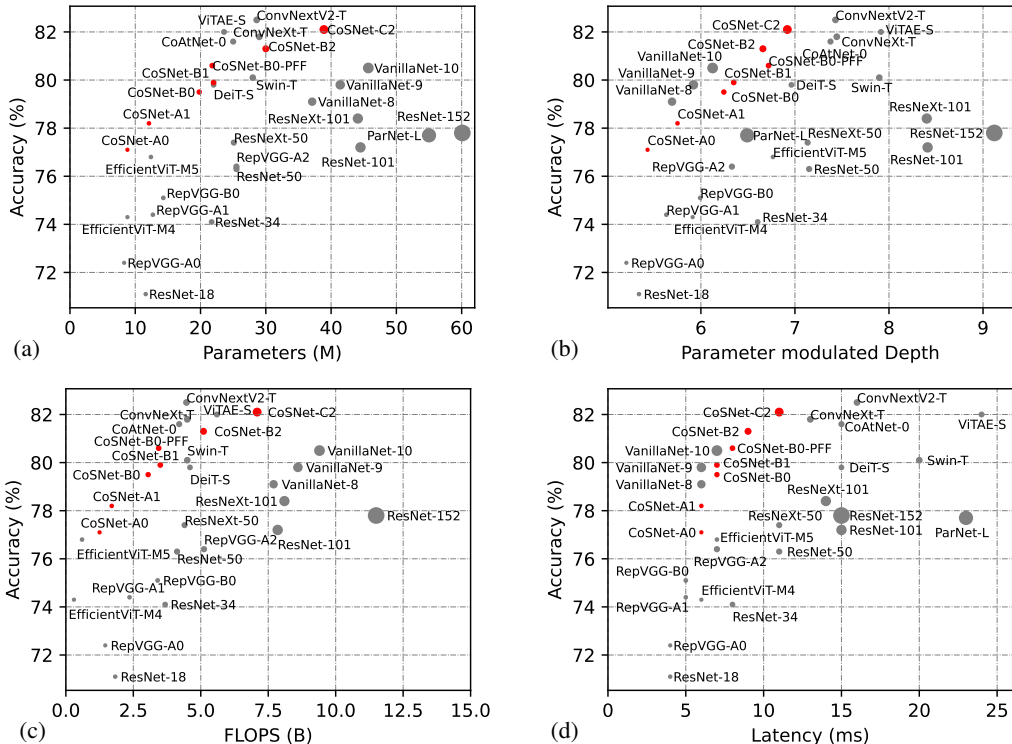 ConvNextV2-T
ViTAE-S
CoSNet-C2
ConvNeXt-T
CoAtNet-0
CoSNet-B2
CoSNet-B0-PFF
VanillaNet-10
CoSNet-B1
Swin-T
VanillaNet-9
CoSNet-B0
DeiT-S
VanillaNet-8
CoSNet-A1
ResNeXt-101
ResNet-152
CoSNet-A0
ResNeXt-50
ParNet-L
RepVGG-A2
ResNet-101
EfficientViT-M5
ResNet-50
RepVGG-B0
RepVGG-A1
ResNet-34
EfficientViT-M4
RepVGG-A0
ResNet-18
82
80
78
76
74
72
Accuracy (%)
0 10 20 30 40 50 60
Parameters (M)
(a)
ConvNextV2-T
CoSNet-C2
ViTAE-S
ConvNeXt-T
CoSNet-B2
CoAtNet-0
VanillaNet-10
CoSNet-B0-PFF
VanillaNet-9
CoSNet-B1
DeiT-S
Swin-T
VanillaNet-8
CoSNet-B0
CoSNet-A1
ResNeXt-101
ParNet-L
ResNeXt-50
ResNet-152
CoSNet-A0
EfficientViT-M5
ResNet-101
RepVGG-A2
ResNet-50
RepVGG-B0
RepVGG-A1
EfficientViT-M4
ResNet-34
RepVGG-A0
ResNet-18
82
80
78
76
74
72
Accuracy (%)
6 7 8 9
Parameter modulated Depth
(b)
ConvNextV2-T
ConvNeXt-T
ViTAE-S
CoSNet-C2
CoAtNet-0
CoSNet-B2
CoSNet-B0-PFF
CoSNet-B1
Swin-T
VanillaNet-10
CoSNet-B0
DeiT-S
VanillaNet-9
VanillaNet-8
CoSNet-A1
ResNeXt-101
CoSNet-A0
ResNeXt-50
ResNet-152
EfficientViT-M5
RepVGG-A2
ResNet-101
ResNet-50
RepVGG-A1
RepVGG-B0
EfficientViT-M4
ResNet-34
RepVGG-A0
ResNet-18
82
80
78
76
74
72
Accuracy (%)
0.0 2.5 5.0 7.5 10.0 12.5 15.0
FLOPS (B)
(c)
ConvNextV2-T
CoSNet-C2
ConvNeXt-T
CoAtNet-0
ViTAE-S
CoSNet-B2
VanillaNet-10
CoSNet-B0-PFF
VanillaNet-9
CoSNet-B1
DeiT-S
Swin-T
VanillaNet-8
CoSNet-B0
ResNeXt-101
CoSNet-A1
ResNeXt-50
ResNet-152
CoSNet-A0
EfficientViT-M5
ResNet-101
ParNet-L
RepVGG-A2
ResNet-50
RepVGG-B0
EfficientViT-M4
RepVGG-A1
ResNet-34
RepVGG-A0
ResNet-18
82
80
78
76
74
72
Accuracy (%)
0 5 10 15 20 25
Latency (ms)
(d)